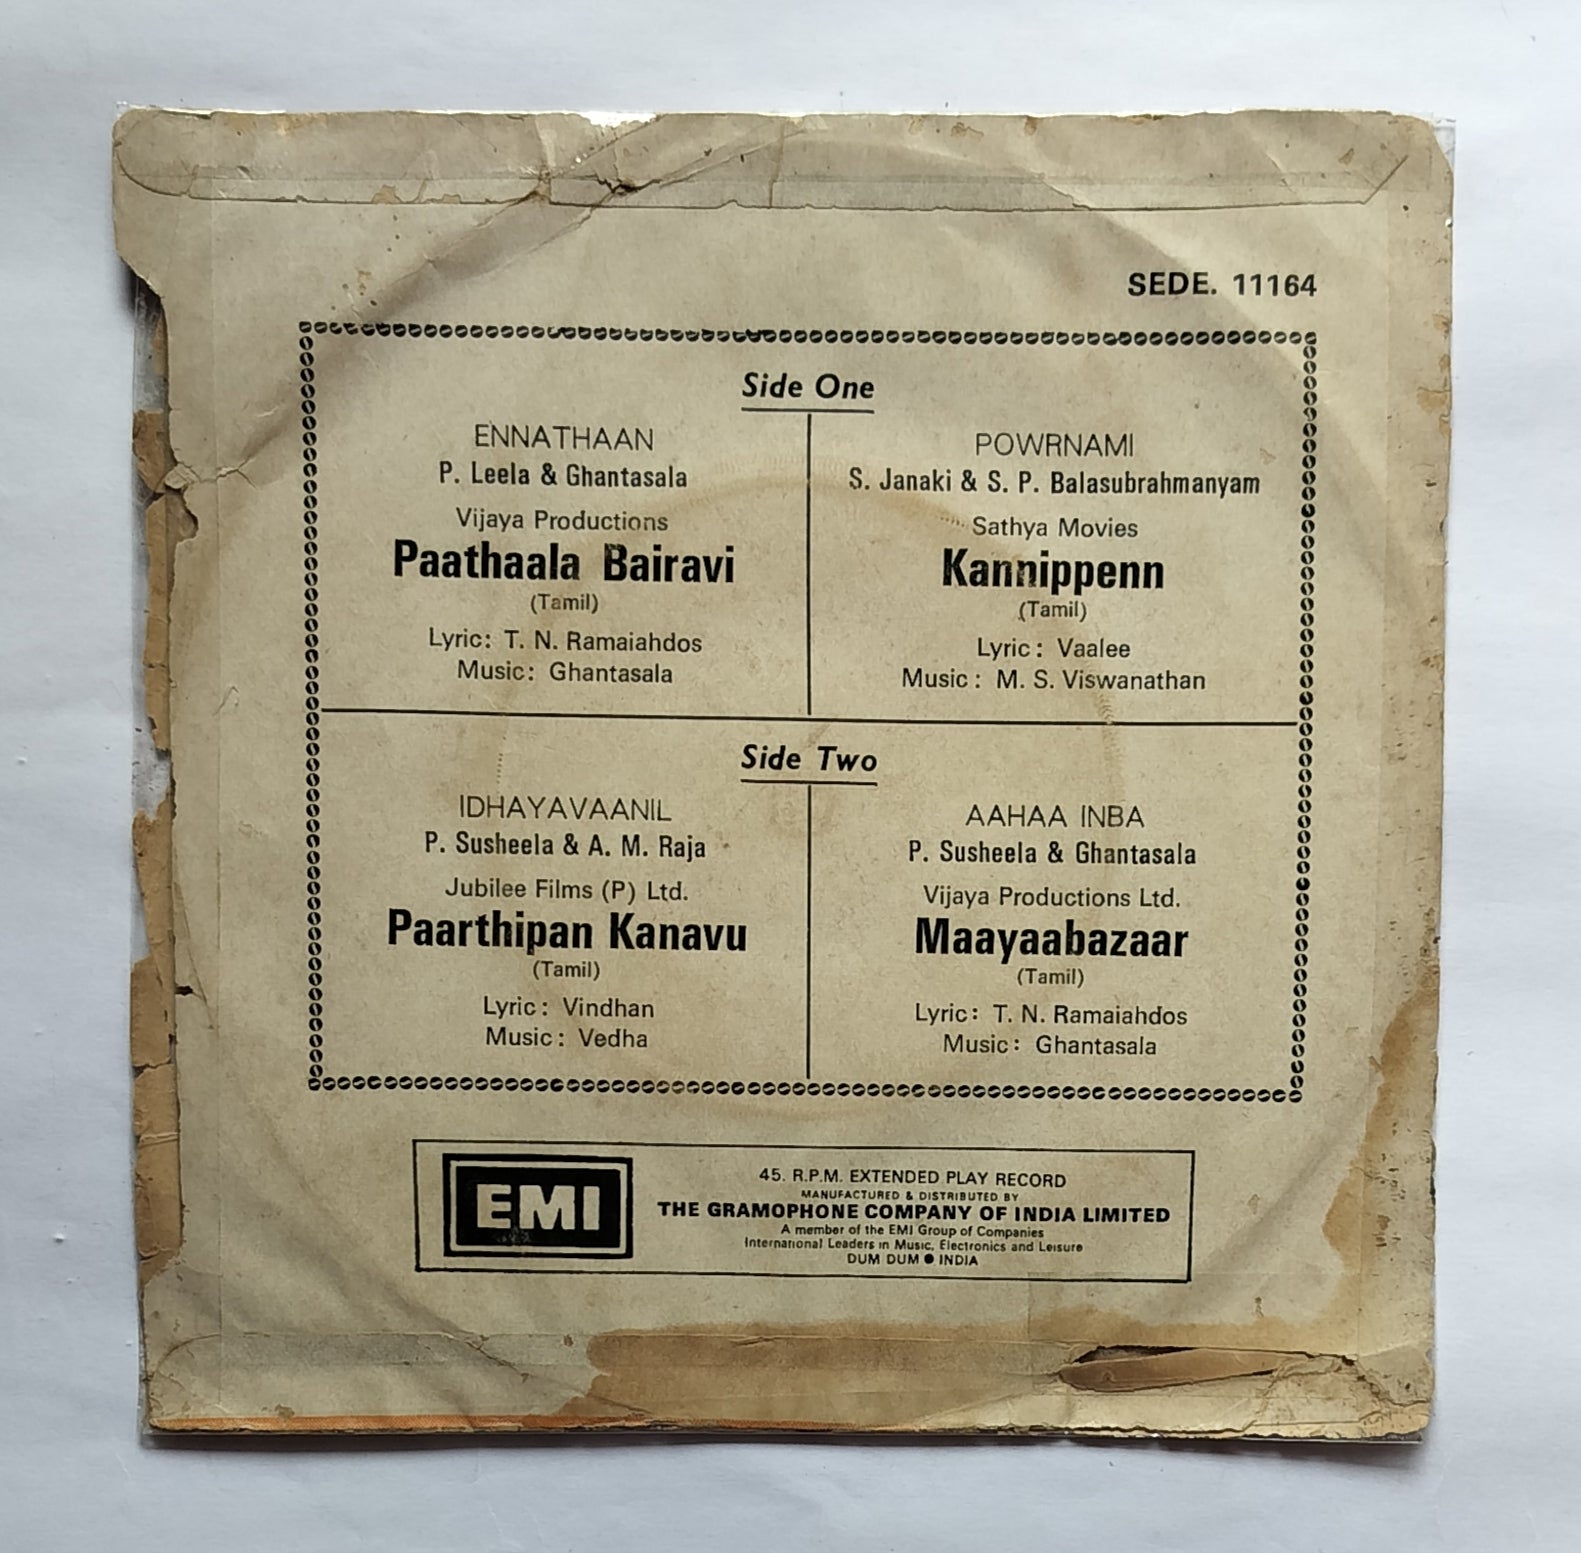 SEDE. 11164
Side One
ENNATHAAN
P. Leela & Ghantasala
Vijaya Productions
Paathaala Bairavi
(Tamil)
Lyric: T. N. Ramaiahdos
Music: Ghantasala
POWRNAMI
S. Janaki & S. P. Balasubrahmanyam
Sathya Movies
Kannippenn
(Tamil)
Lyric: Vaalee
Music: M. S. Viswanathan
Side Two
IDHAYAVAANIL
P. Susheela & A. M. Raja
Jubilee Films (P) Ltd.
Paarthipan Kanavu
(Tamil)
Lyric: Vindhan
Music: Vedha
AAHAA INBA
P. Susheela & Ghantasala
Vijaya Productions Ltd.
Maayaabazaar
(Tamil)
Lyric: T. N. Ramaiahdos
Music: Ghantasala
EMI
45. R.P.M. EXTENDED PLAY RECORD
MANUFACTURED & DISTRIBUTED BY
THE GRAMOPHONE COMPANY OF INDIA LIMITED
A member of the EMI Group of Companies
International Leaders in Music, Electronics and Leisure
DUM DUM ● INDIA